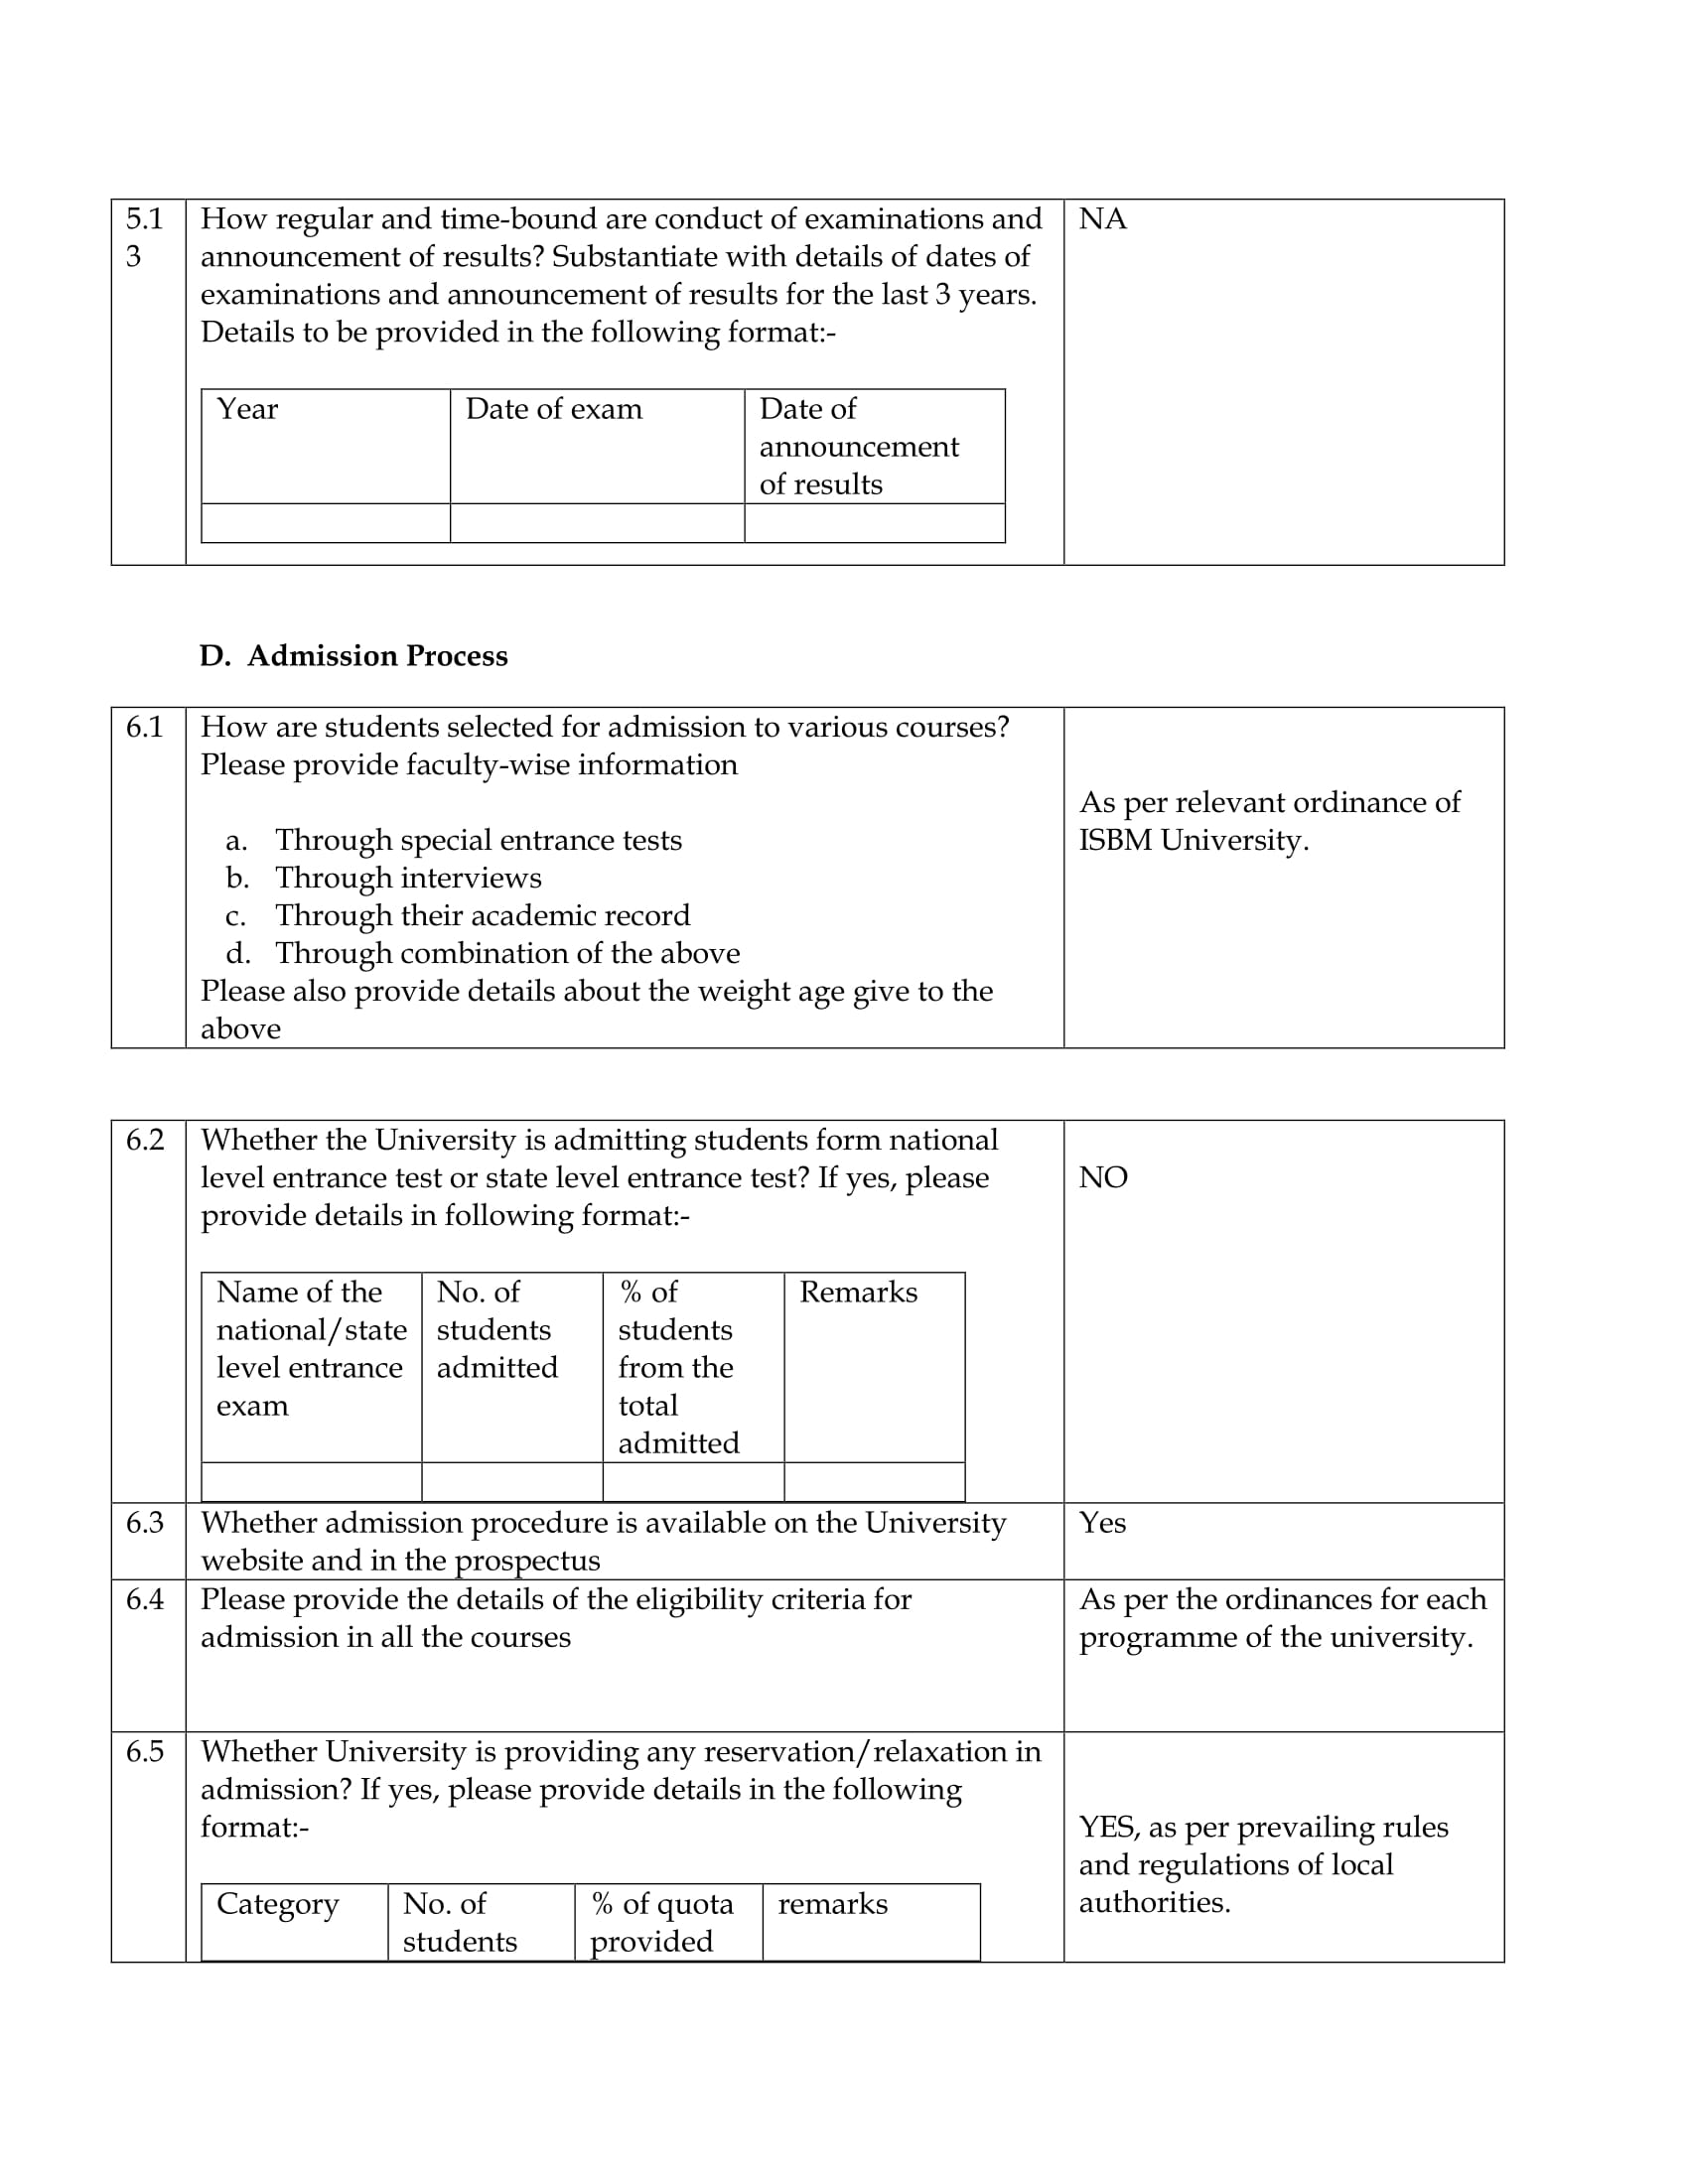 5.1
3
How regular and time-bound are conduct of examinations and
announcement of results? Substantiate with details of dates of
examinations and announcement of results for the last 3 years.
Details to be provided in the following format:-
NA
Year
Date of exam
Date of
announcement
of results
D. Admission Process
6.1
How are students selected for admission to various courses?
Please provide faculty-wise information
a. Through special entrance tests
b. Through interviews
c. Through their academic record
d. Through combination of the above
Please also provide details about the weight age give to the
above
As per relevant ordinance of
ISBM University.
6.2
Whether the University is admitting students form national
level entrance test or state level entrance test? If yes, please
provide details in following format:-
NO
Name of the
national/state
level entrance
exam
No. of
students
admitted
% of
students
from the
total
admitted
Remarks
6.3
Whether admission procedure is available on the University
website and in the prospectus
Yes
6.4
Please provide the details of the eligibility criteria for
admission in all the courses
As per the ordinances for each
programme of the university.
6.5
Whether University is providing any reservation/relaxation in
admission? If yes, please provide details in the following
format:-
YES, as per prevailing rules
and regulations of local
authorities.
Category
No. of
students
% of quota
provided
remarks